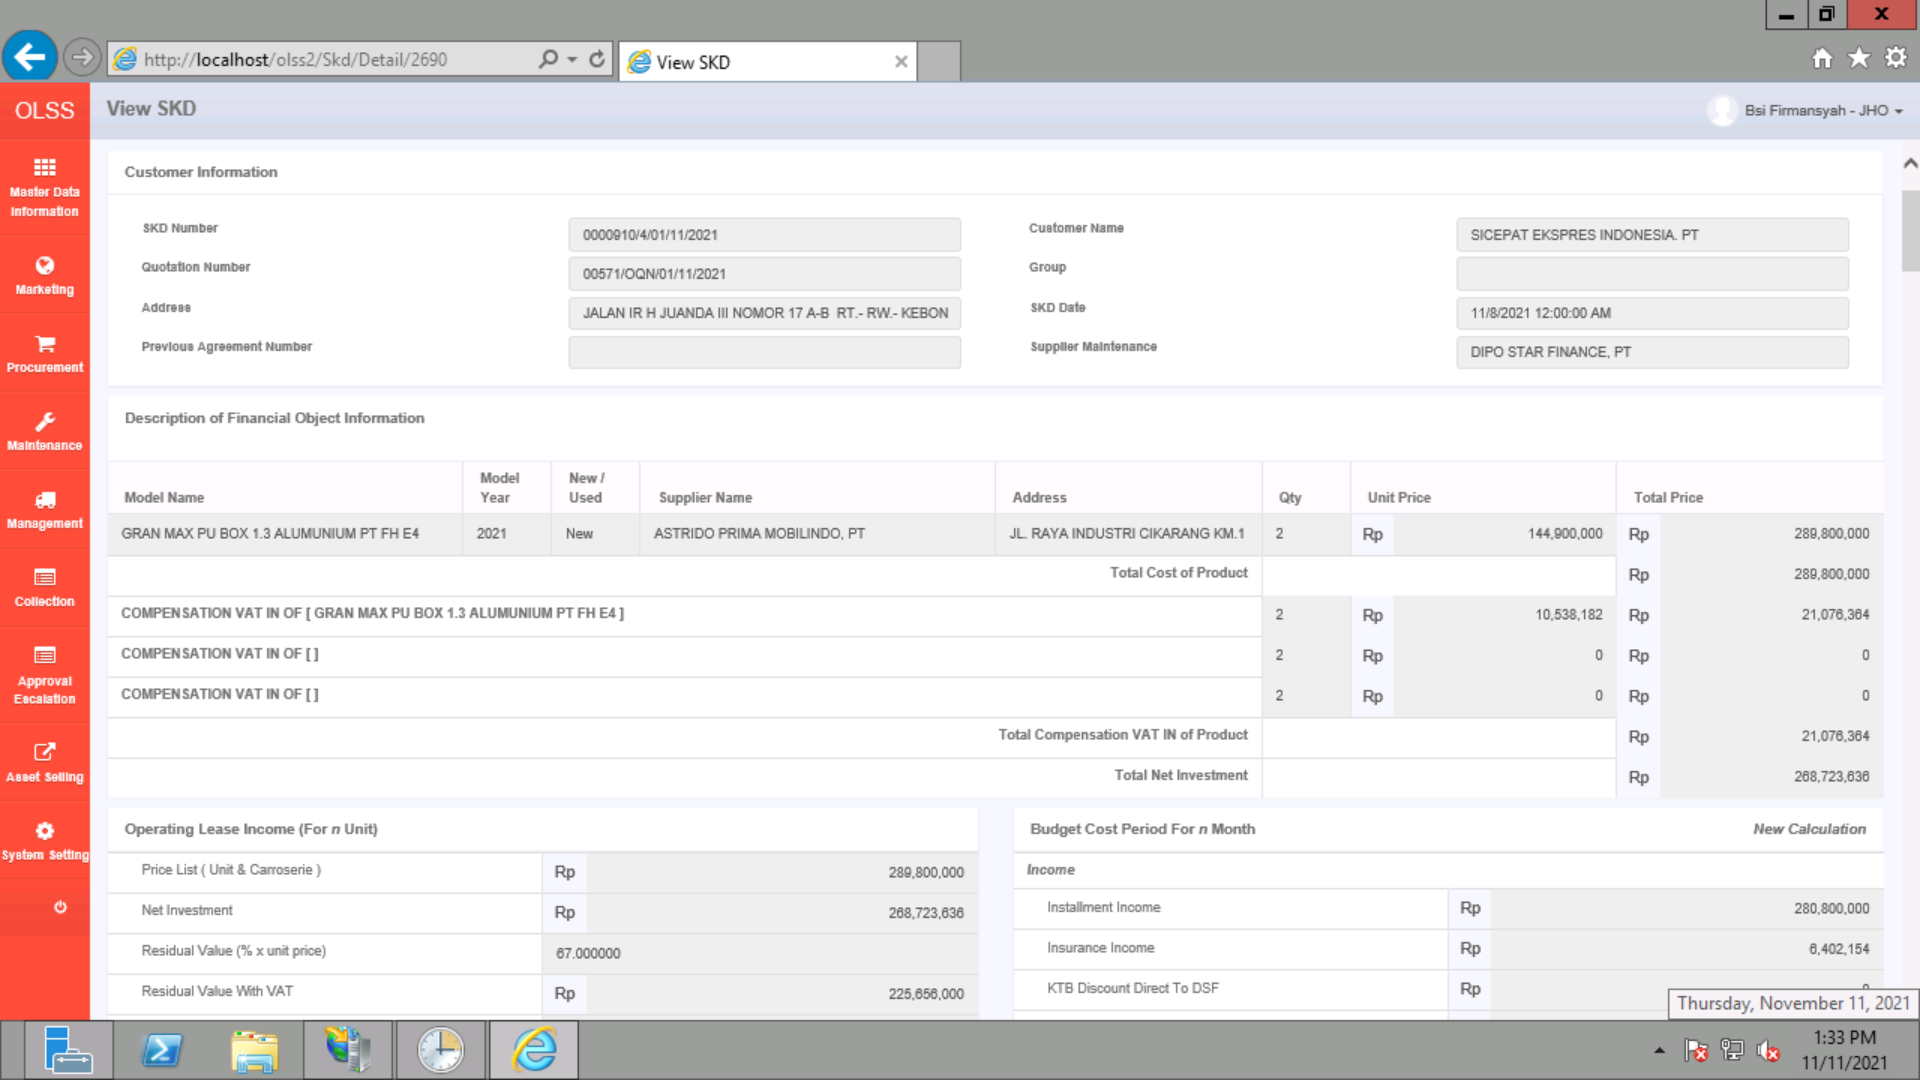 http://localhost/olss2/Skd/Detail/2690
View SKD
OLSS
View SKD
Bsi Firmansyah - JHO
Master Data
Information
Marketing
Procurement
Maintenance
Management
Collection
Approval
Escalation
Asset Selling
System Setting
Customer Information
SKD Number
0000910/4/01/11/2021
Customer Name
SICEPAT EKSPRES INDONESIA. PT
Quotation Number
00571/OQN/01/11/2021
Group
Address
JALAN IR H JUANDA III NOMOR 17 A-B RT.- RW.- KEBON
SKD Date
11/8/2021 12:00:00 AM
Previous Agreement Number
Supplier Maintenance
DIPO STAR FINANCE, PT
Description of Financial Object Information
Model Name
Model Year
New / Used
Supplier Name
Address
Qty
Unit Price
Total Price
GRAN MAX PU BOX 1.3 ALUMUNIUM PT FH E4 2021 New ASTRIDO PRIMA MOBILINDO, PT JL. RAYA INDUSTRI CIKARANG KM.1 2 Rp 144,900,000 Rp 289,800,000
Total Cost of Product Rp 289,800,000
COMPENSATION VAT IN OF [ GRAN MAX PU BOX 1.3 ALUMUNIUM PT FH E4 ] 2 Rp 10,538,182 Rp 21,076,364
COMPENSATION VAT IN OF [ ] 2 Rp 0 Rp 0
COMPENSATION VAT IN OF [ ] 2 Rp 0 Rp 0
Total Compensation VAT IN of Product Rp 21,076,364
Total Net Investment Rp 268,723,636
Operating Lease Income (For n Unit)
Price List ( Unit & Carroserie ) Rp 289,800,000
Net Investment Rp 268,723,636
Residual Value (% x unit price) 67.000000
Residual Value With VAT Rp 225,656,000
Budget Cost Period For n Month
New Calculation
Income
Installment Income Rp 280,800,000
Insurance Income Rp 6,402,154
KTB Discount Direct To DSF Rp
Thursday, November 11, 2021
1:33 PM
11/11/2021